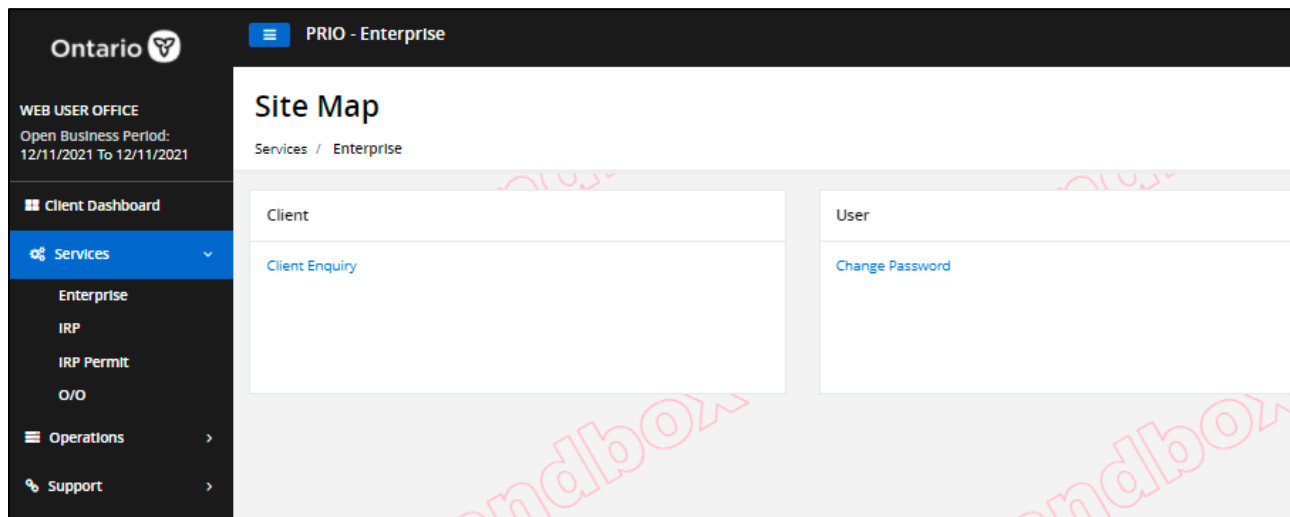 Ontario
PRIO - Enterprise
WEB USER OFFICE
Open Business Period:
12/11/2021 To 12/11/2021
Client Dashboard
Services
Enterprise
IRP
IRP Permit
O/O
Operations
Support
Site Map
Services / Enterprise
Client
Client Enquiry
User
Change Password